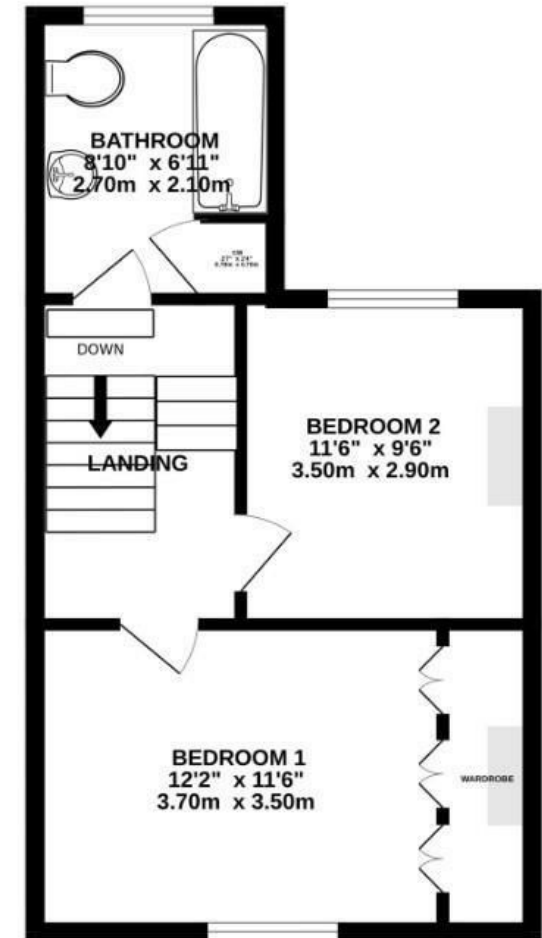 BATHROOM
8'10" x 6'11"
2.70m x 2.10m
DOWN
LANDING
BEDROOM 2
11'6" x 9'6"
3.50m x 2.90m
BEDROOM 1
12'2" x 11'6"
3.70m x 3.50m
WARDROBE